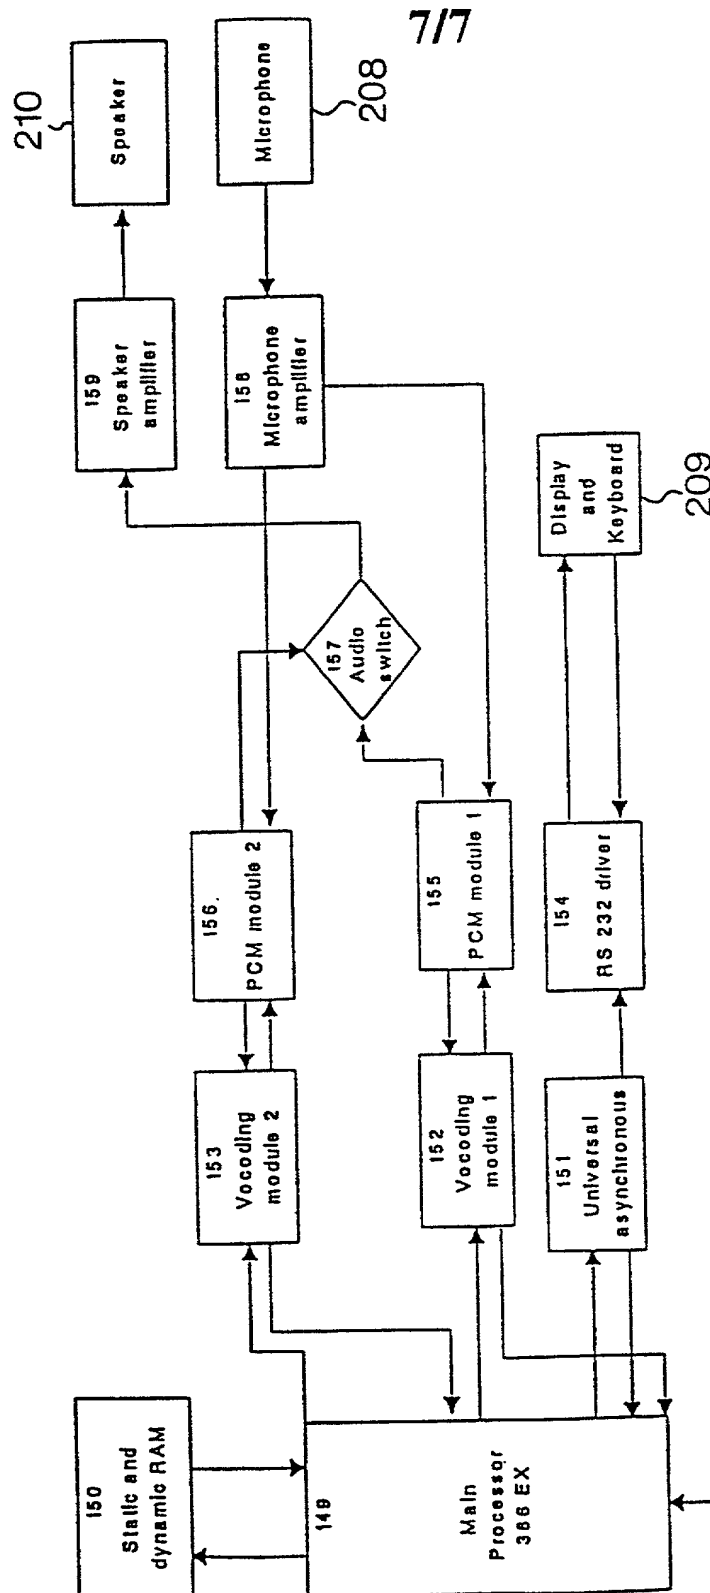 7/7
210
Speaker
Microphone
208
159
Speaker
amplifier
158
Microphone
amplifier
Display
and
Keyboard
209
157
Audio
switch
156.
PCM module 2
155
PCM module 1
154
RS 232 driver
153
Vocoding
module 2
152
Vocoding
module 1
151
Universal
asynchronous
150
Static and
dynamic RAM
149
Main
Processor
386 EX